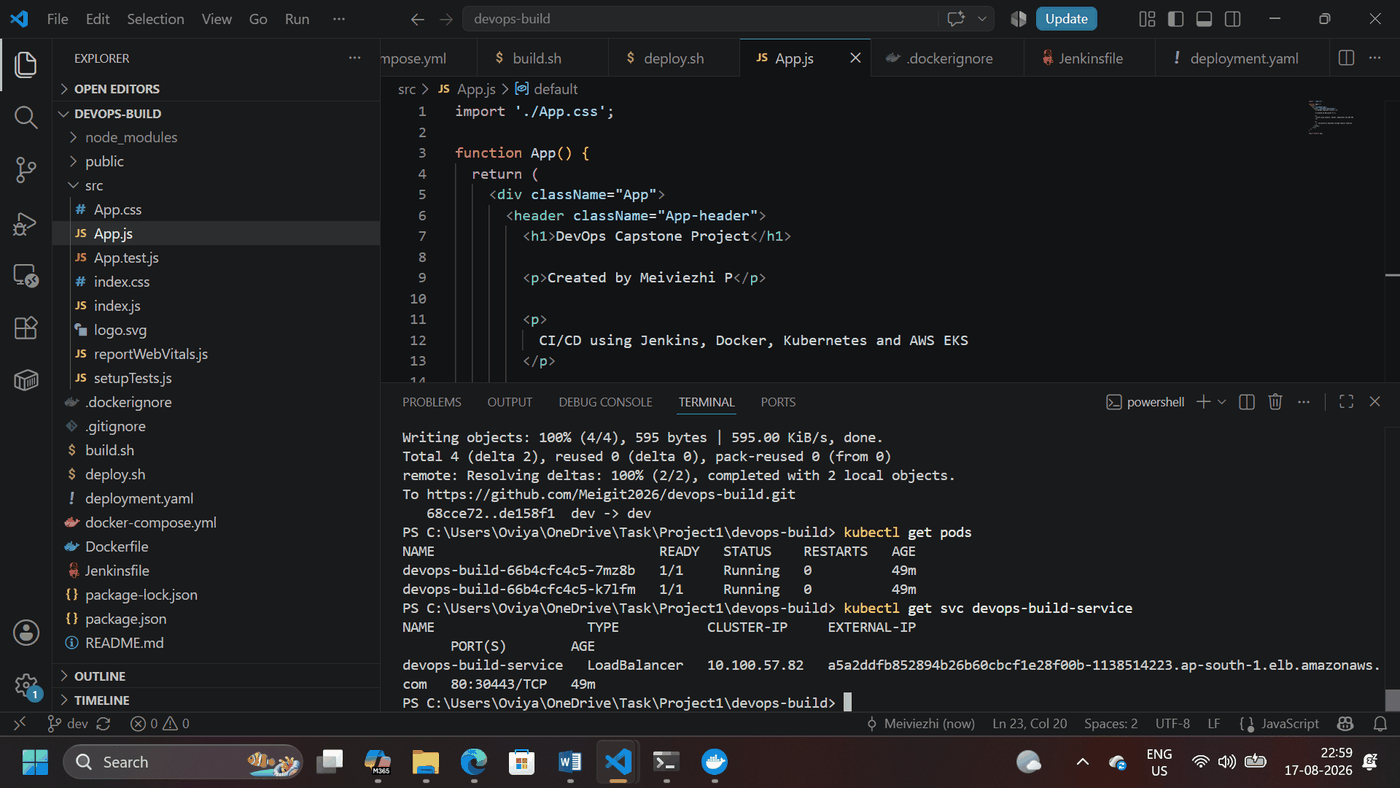 File Edit Selection View Go Run ··· devops-build Update
EXPLORER ···
OPEN EDITORS
DEVOPS-BUILD
node_modules
public
src
# App.css
JS App.js
JS App.test.js
# index.css
JS index.js
logo.svg
JS reportWebVitals.js
JS setupTests.js
.dockerignore
.gitignore
$ build.sh
$ deploy.sh
! deployment.yaml
docker-compose.yml
Dockerfile
Jenkinsfile
{} package-lock.json
{} package.json
README.md
OUTLINE
TIMELINE
1
mpose.yml $ build.sh $ deploy.sh JS App.js .dockerignore Jenkinsfile ! deployment.yaml ···
src > JS App.js > default
1 import './App.css';
2
3 function App() {
4 return (
5 <div className="App">
6 <header className="App-header">
7 <h1>DevOps Capstone Project</h1>
8
9 <p>Created by Meiviezhi P</p>
10
11 <p>
12 CI/CD using Jenkins, Docker, Kubernetes and AWS EKS
13 </p>
14
PROBLEMS OUTPUT DEBUG CONSOLE TERMINAL PORTS powershell ···
Writing objects: 100% (4/4), 595 bytes | 595.00 KiB/s, done.
Total 4 (delta 2), reused 0 (delta 0), pack-reused 0 (from 0)
remote: Resolving deltas: 100% (2/2), completed with 2 local objects.
To https://github.com/Meigit2026/devops-build.git
68cce72..de158f1 dev -> dev
PS C:\Users\Oviya\OneDrive\Task\Project1\devops-build> kubectl get pods
NAME READY STATUS RESTARTS AGE
devops-build-66b4cfc4c5-7mz8b 1/1 Running 0 49m
devops-build-66b4cfc4c5-k7lfm 1/1 Running 0 49m
PS C:\Users\Oviya\OneDrive\Task\Project1\devops-build> kubectl get svc devops-build-service
NAME TYPE CLUSTER-IP EXTERNAL-IP
PORT(S) AGE
devops-build-service LoadBalancer 10.100.57.82 a5a2ddfb852894b26b60cbcf1e28f00b-1138514223.ap-south-1.elb.amazonaws.
com 80:30443/TCP 49m
PS C:\Users\Oviya\OneDrive\Task\Project1\devops-build>
dev 0 0 Meiviezhi (now) Ln 23, Col 20 Spaces: 2 UTF-8 LF {} JavaScript
Search M365 ENG US 22:59 17-08-2026